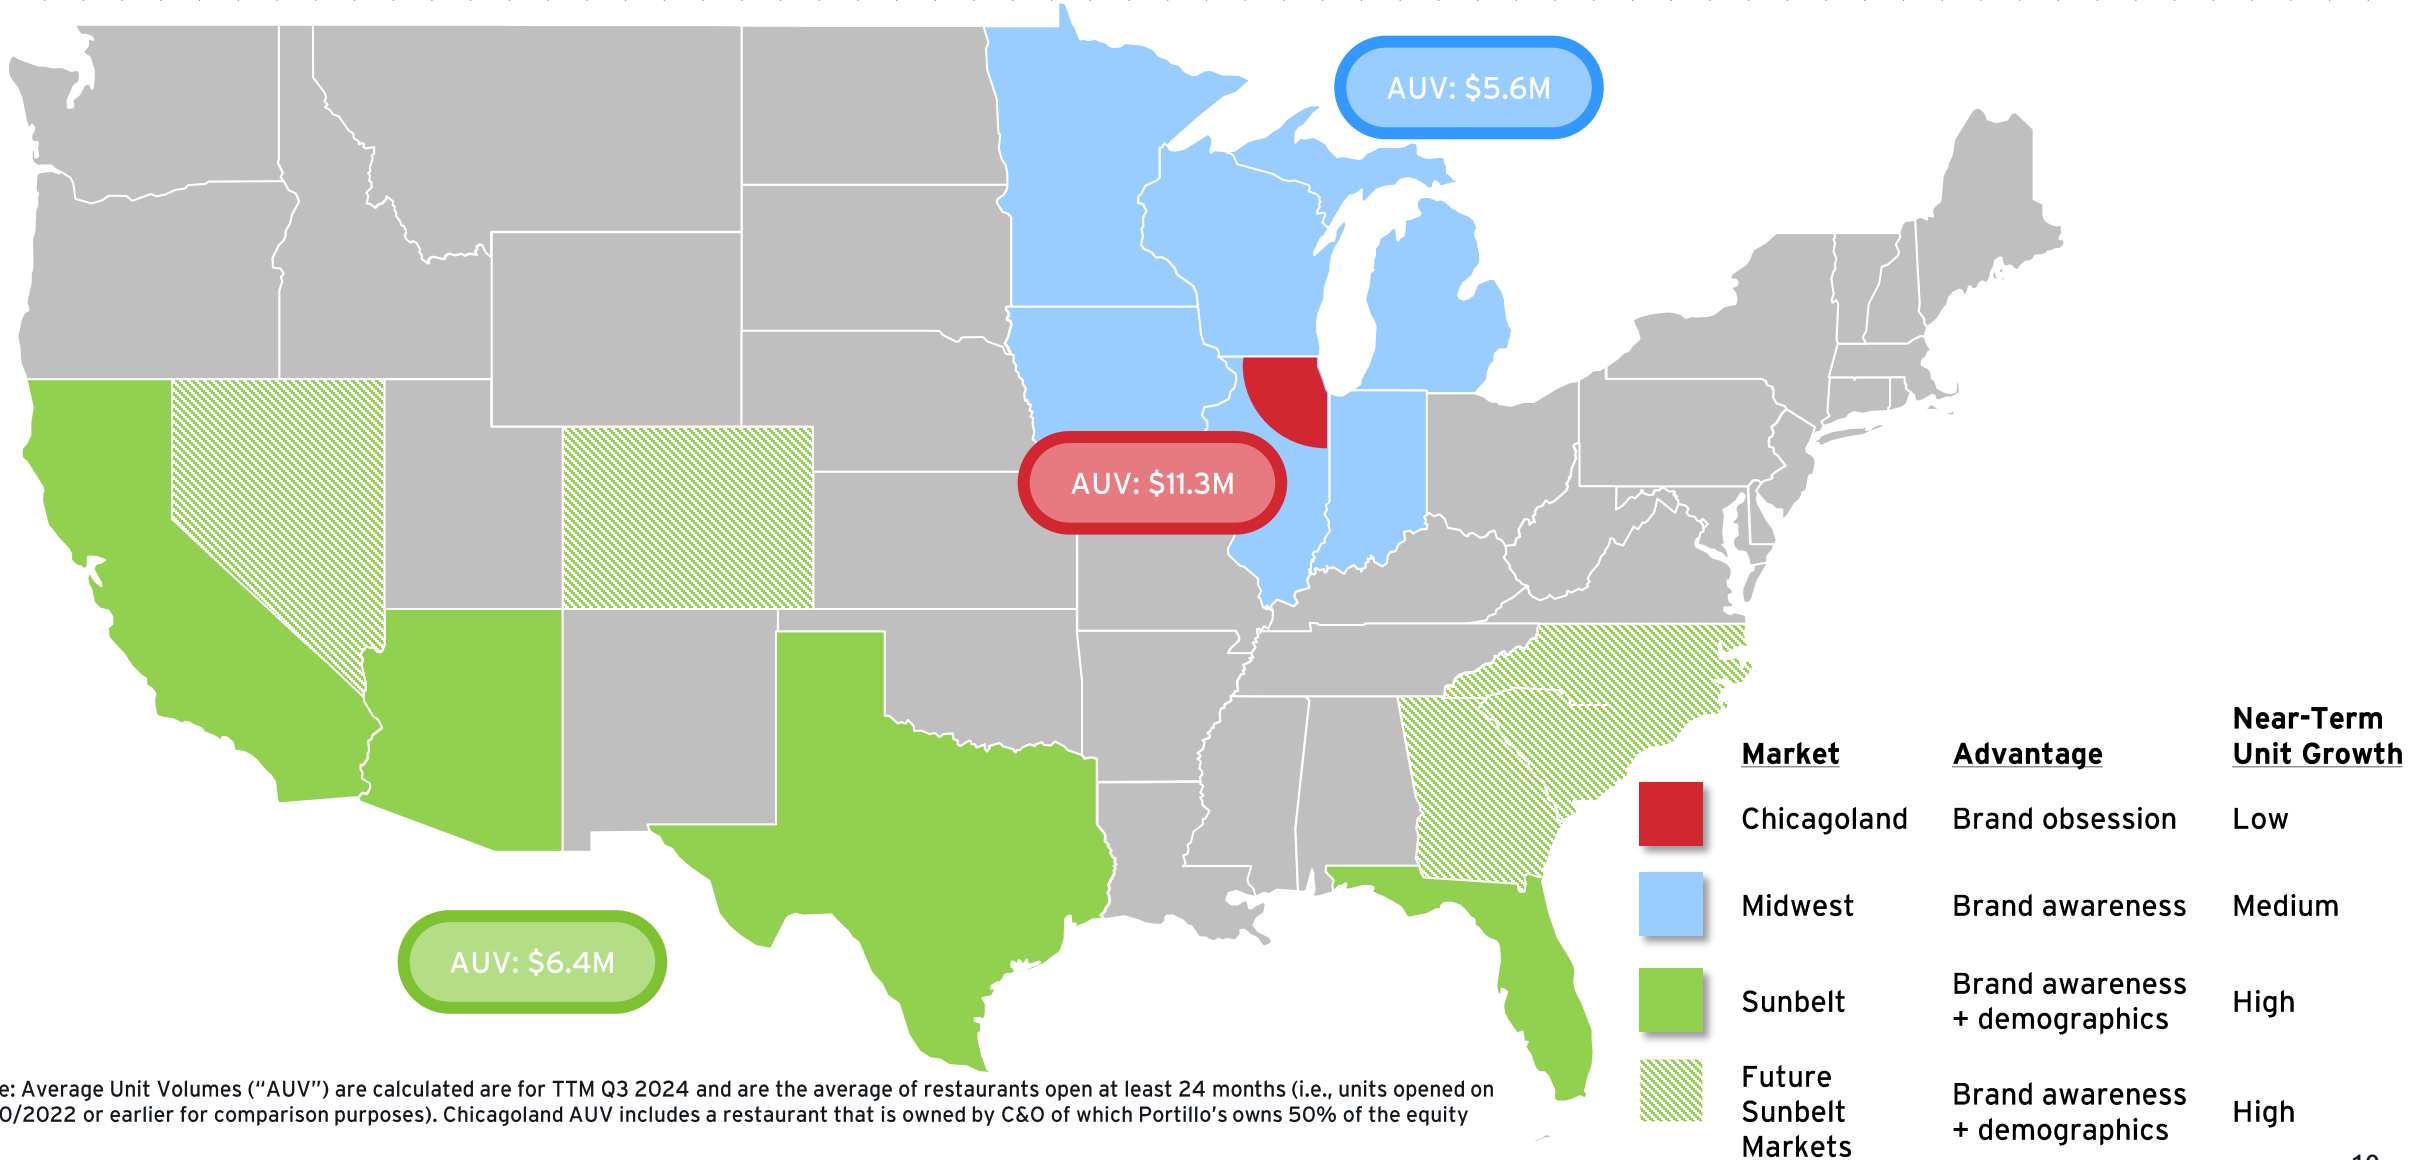 AUV: $5.6M
AUV: $11.3M
AUV: $6.4M
Market Advantage Near-Term Unit Growth
Chicagoland Brand obsession Low
Midwest Brand awareness Medium
Sunbelt Brand awareness + demographics High
Future Sunbelt Markets Brand awareness + demographics High
e: Average Unit Volumes (“AUV”) are calculated are for TTM Q3 2024 and are the average of restaurants open at least 24 months (i.e., units opened on
0/2022 or earlier for comparison purposes). Chicagoland AUV includes a restaurant that is owned by C&O of which Portillo’s owns 50% of the equity